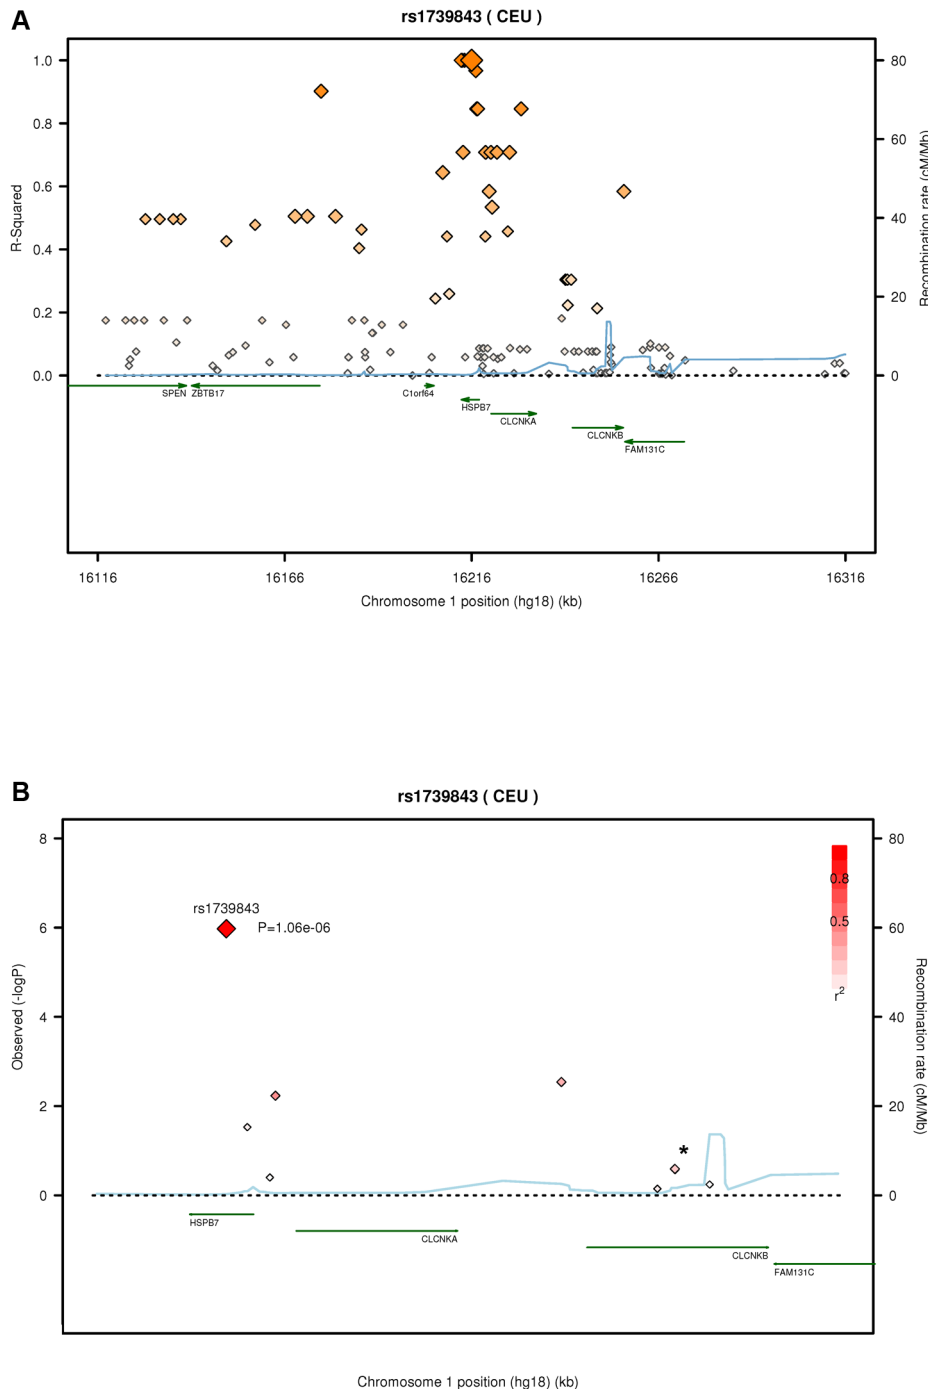 A
rs1739843 ( CEU )
1.0
0.8
0.6
0.4
0.2
0.0
R-Squared
80
60
40
20
0
Recombination rate (cM/Mb)
SPEN
ZBTB17
C1orf64
HSPB7
CLCNKA
CLCNKB
FAM131C
16116
16166
16216
16266
16316
Chromosome 1 position (hg18) (kb)
B
rs1739843 ( CEU )
8
6
4
2
0
Observed (-logP)
80
60
40
20
0
Recombination rate (cM/Mb)
0.8
0.5
r2
rs1739843
P=1.06e-06
*
HSPB7
CLCNKA
CLCNKB
FAM131C
Chromosome 1 position (hg18) (kb)